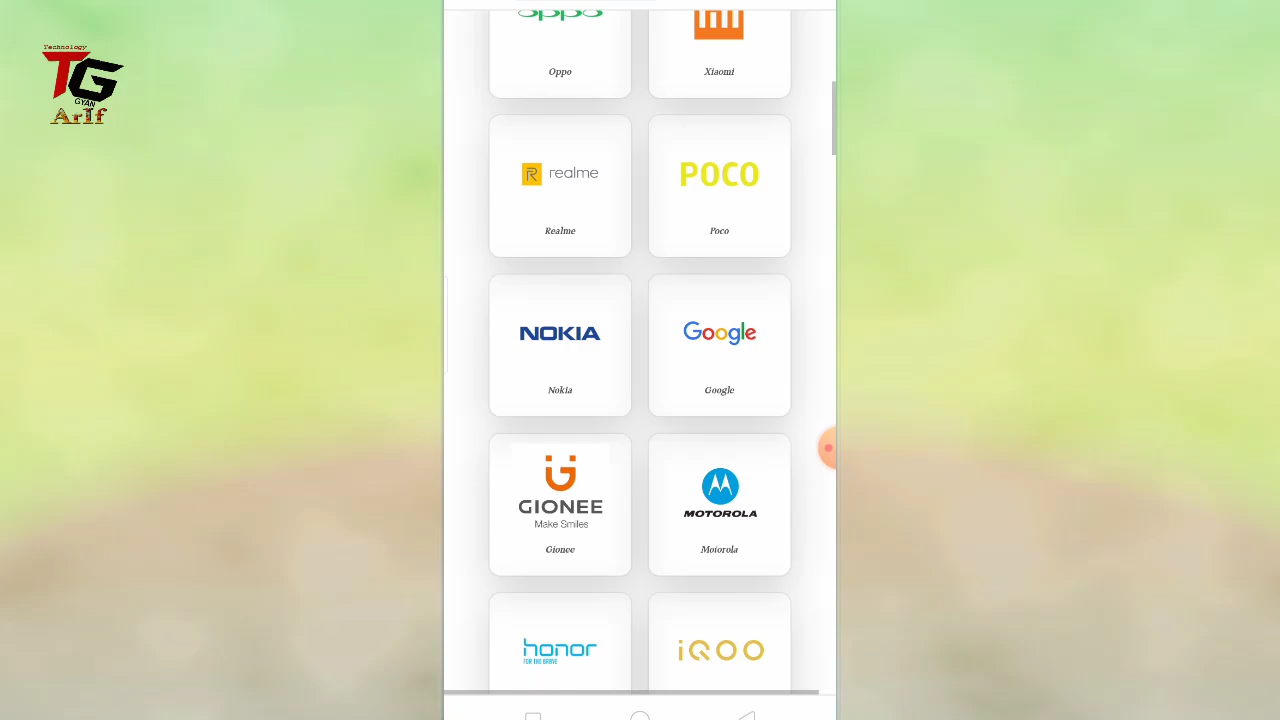 Technology
TG
GYAN
ArIf
oppo
Oppo
Xiaomi
R realme
POCO
Realme
Poco
NOKIA
Google
Nokia
Google
GIONEE
Make Smiles
MOTOROLA
Gionee
Motorola
honor
FOR THE BRAVE
iQOO